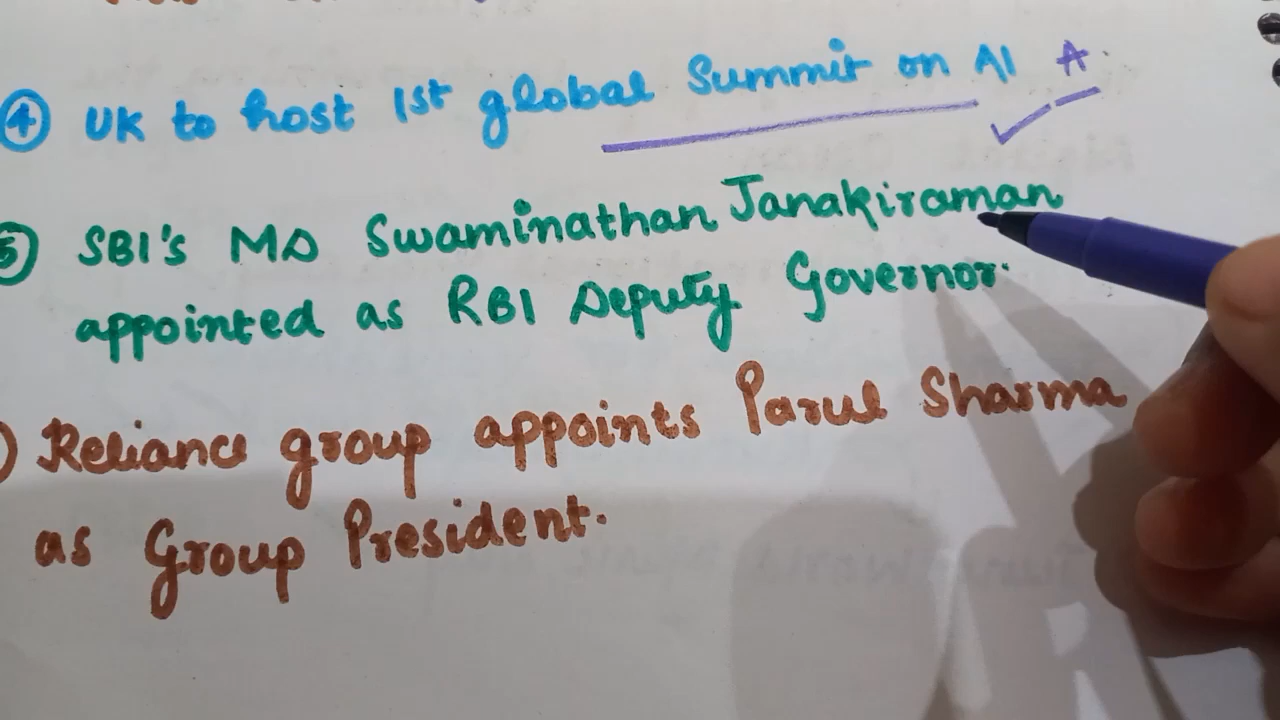 ④ UK to host 1st global Summit on AI A
⑤ SBI's MD Swaminathan Janakiraman
appointed as RBI Deputy Governor.
Reliance group appoints Parul Sharma
as Group President.